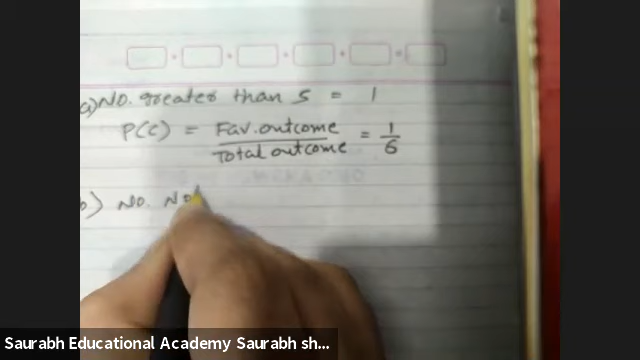 a) NO. greater than 5 = 1
P(C) = Fav. outcome / Total outcome = 1/6
) NO. No
Saurabh Educational Academy Saurabh sh...